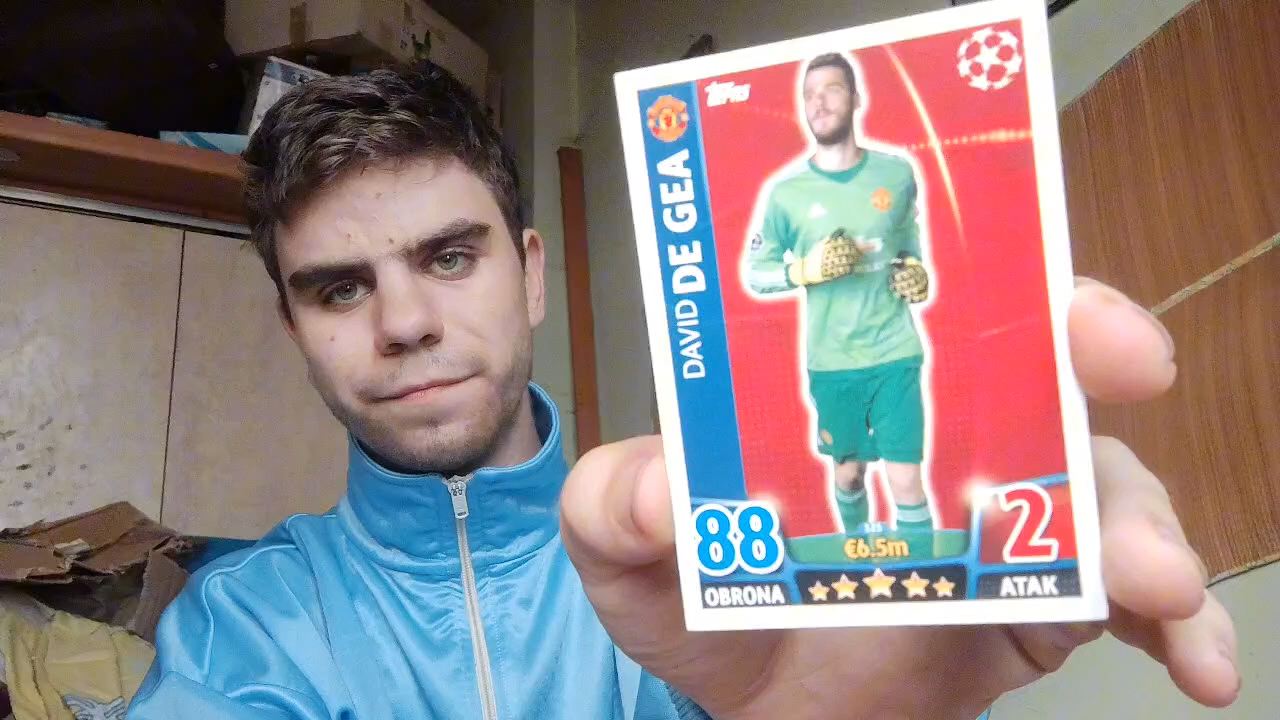 TOPPS
DAVID DE GEA
88
OBRONA
€6.5m
2
ATAK